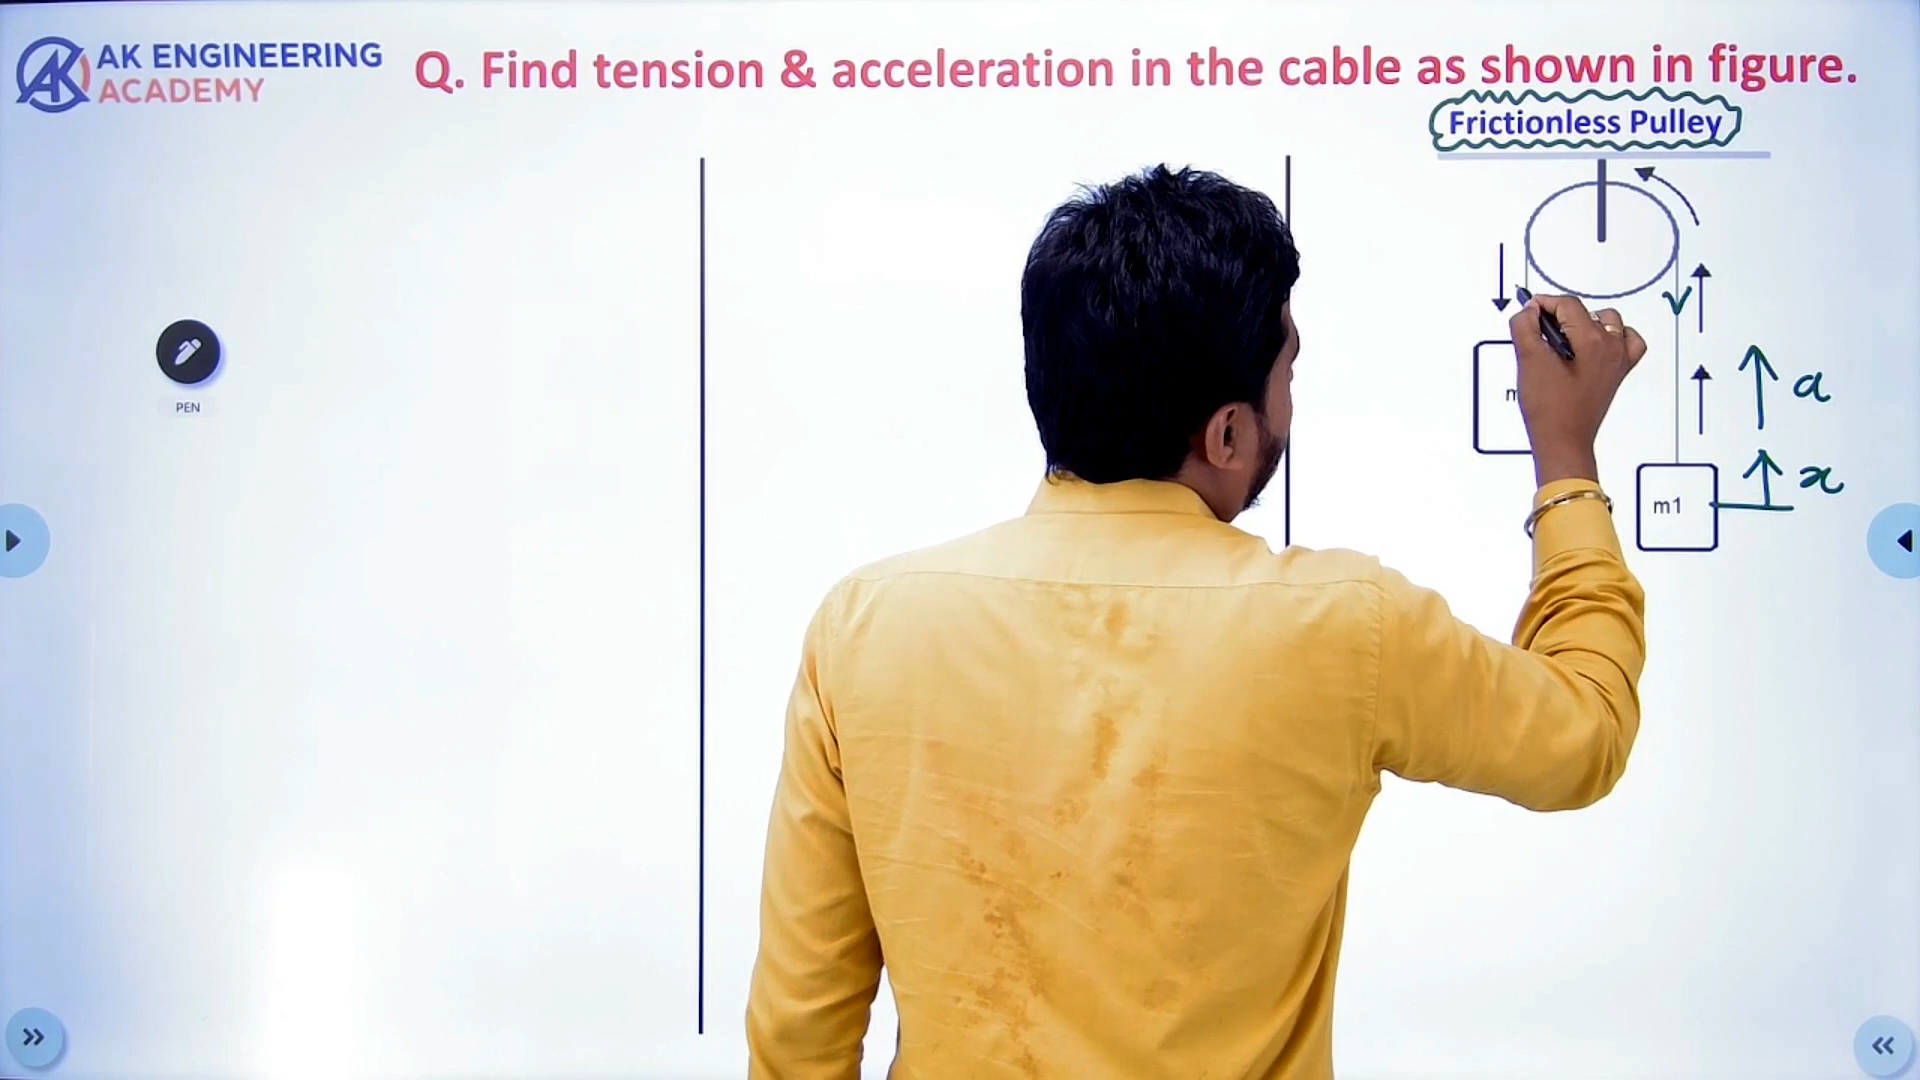 AK ENGINEERING
ACADEMY
Q. Find tension & acceleration in the cable as shown in figure.
Frictionless Pulley
PEN
a
x
m1